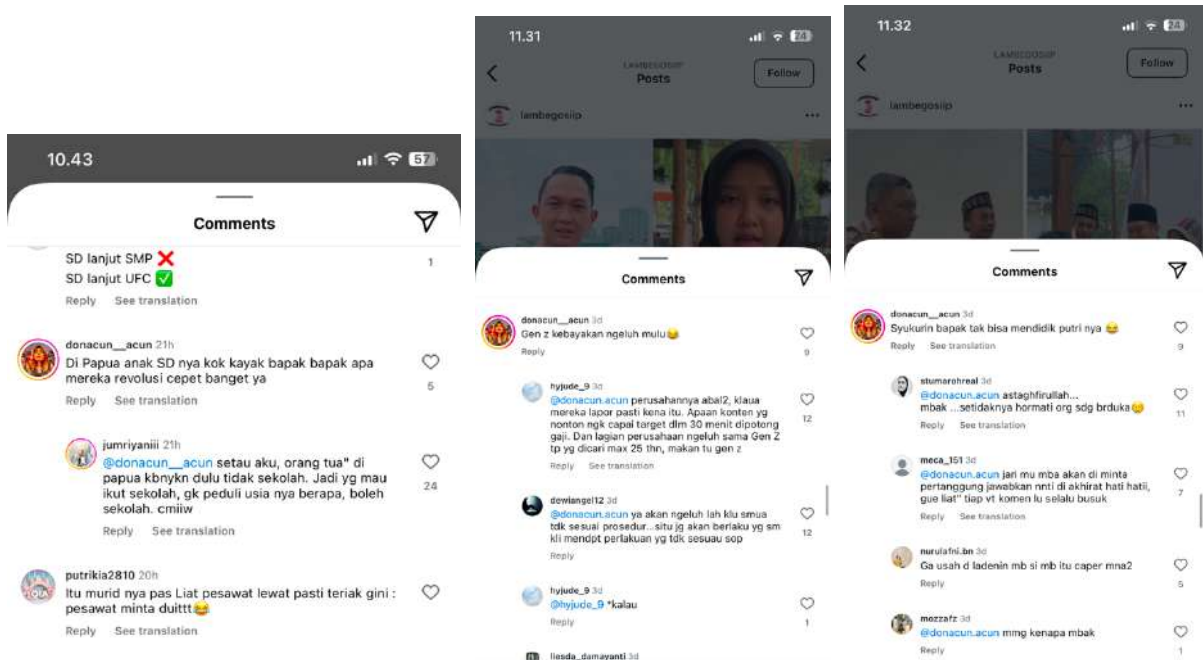 10.43
57
Comments
SD lanjut SMP ❌
1
SD lanjut UFC ✅
Reply See translation
donacun__acun 21h
Di Papua anak SD nya kok kayak bapak bapak apa
mereka revolusi cepet banget ya
5
Reply See translation
jumriyaniii 21h
@donacun__acun setau aku, orang tua" di
papua kbnykn dulu tidak sekolah. Jadi yg mau
ikut sekolah, gk peduli usia nya berapa, boleh
sekolah. cmiiw
24
Reply See translation
putrikia2810 20h
Itu murid nya pas Liat pesawat lewat pasti teriak gini :
pesawat minta duittt😂
Reply See translation
11.31
24
LAMBEGOSIIP
Posts
Follow
lambegosiip
Comments
donacun__acun 3d
Gen z kebayakan ngeluh mulu😂
9
Reply
hyjude_9 3d
@donacun.acun perusahannya abal2, klaua
mereka lapor pasti kena itu. Apaan konten yg
nonton ngk capai target dlm 30 menit dipotong
gaji. Dan lagian perusahaan ngeluh sama Gen Z
tp yg dicari max 25 thn, makan tu gen z
12
Reply See translation
dewiangel12 3d
@donacun.acun ya akan ngeluh lah klu smua
tdk sesuai prosedur...situ jg akan berlaku yg sm
kli mendpt perlakuan yg tdk sesuau sop
12
Reply
hyjude_9 3d
@hyjude_9 *kalau
1
Reply
liesda_damayanti 3d
11.32
24
LAMBEGOSIIP
Posts
Follow
lambegosiip
Comments
donacun__acun 3d
Syukurin bapak tak bisa mendidik putri nya 😂
9
Reply See translation
stumarohreal 3d
@donacun.acun astaghfirullah...
mbak ...setidaknya hormati org sdg brduka😔
11
Reply See translation
meca_151 3d
@donacun.acun jari mu mba akan di minta
pertanggung jawabkan nnti di akhirat hati hatii,
gue liat" tiap vt komen lu selalu busuk
7
Reply See translation
nurulafni.bn 3d
Ga usah d ladenin mb si mb itu caper mna2
5
Reply
mozzafz 3d
@donacun.acun mmg kenapa mbak
1
Reply